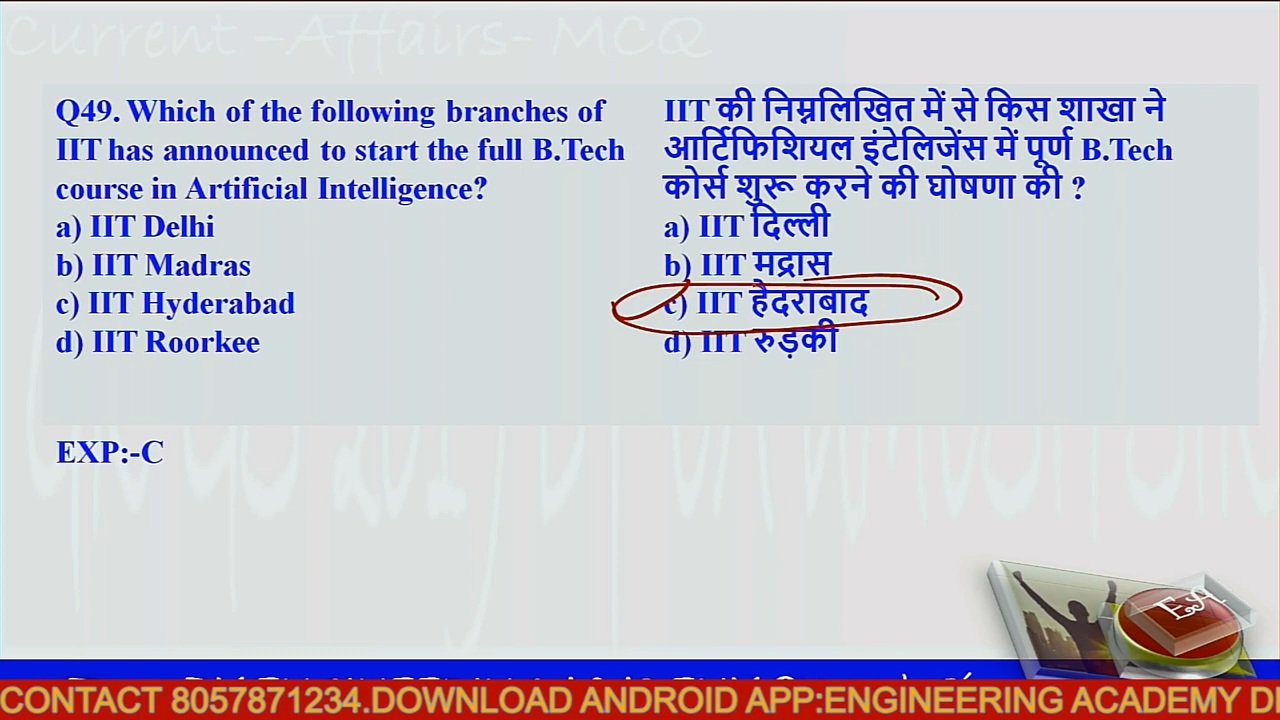 Current -Affairs- MCQ
Q49. Which of the following branches of
IIT has announced to start the full B.Tech
course in Artificial Intelligence?
a) IIT Delhi
b) IIT Madras
c) IIT Hyderabad
d) IIT Roorkee
IIT की निम्नलिखित में से किस शाखा ने
आर्टिफिशियल इंटेलिजेंस में पूर्ण B.Tech
कोर्स शुरू करने की घोषणा की ?
a) IIT दिल्ली
b) IIT मद्रास
c) IIT हैदराबाद
d) IIT रुड़की
EXP:-C
EA
CONTACT 8057871234.DOWNLOAD ANDROID APP:ENGINEERING ACADEMY